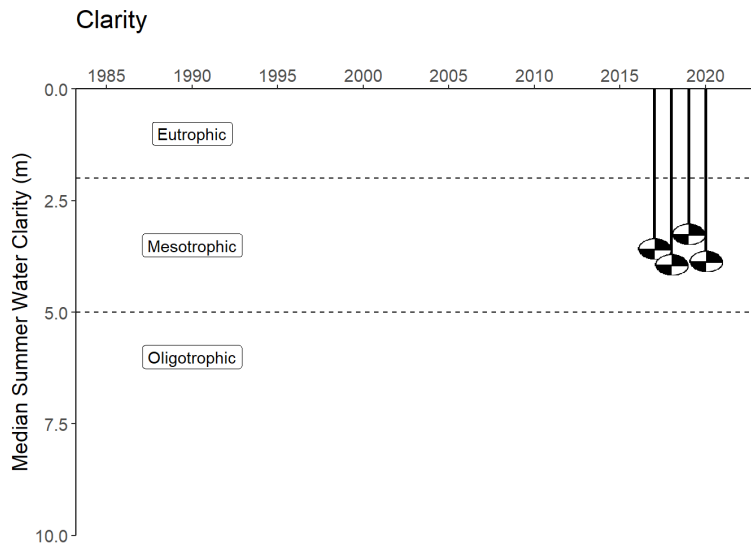 Clarity
1985 1990 1995 2000 2005 2010 2015 2020
Median Summer Water Clarity (m)
0.0
Eutrophic
2.5
Mesotrophic
5.0
Oligotrophic
7.5
10.0